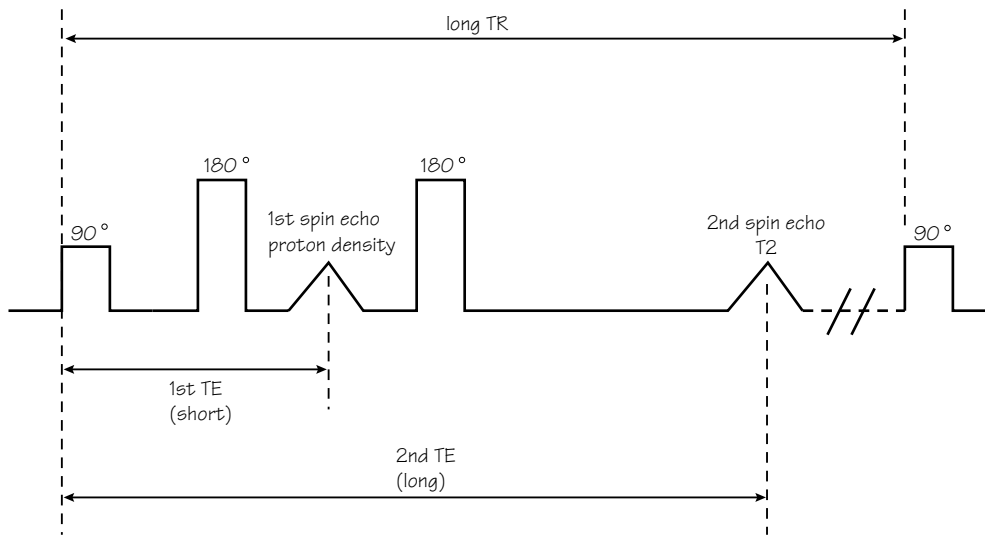 long TR
180 °
180 °
1st spin echo
proton density
2nd spin echo
T2
90 °
90 °
1st TE
(short)
2nd TE
(long)